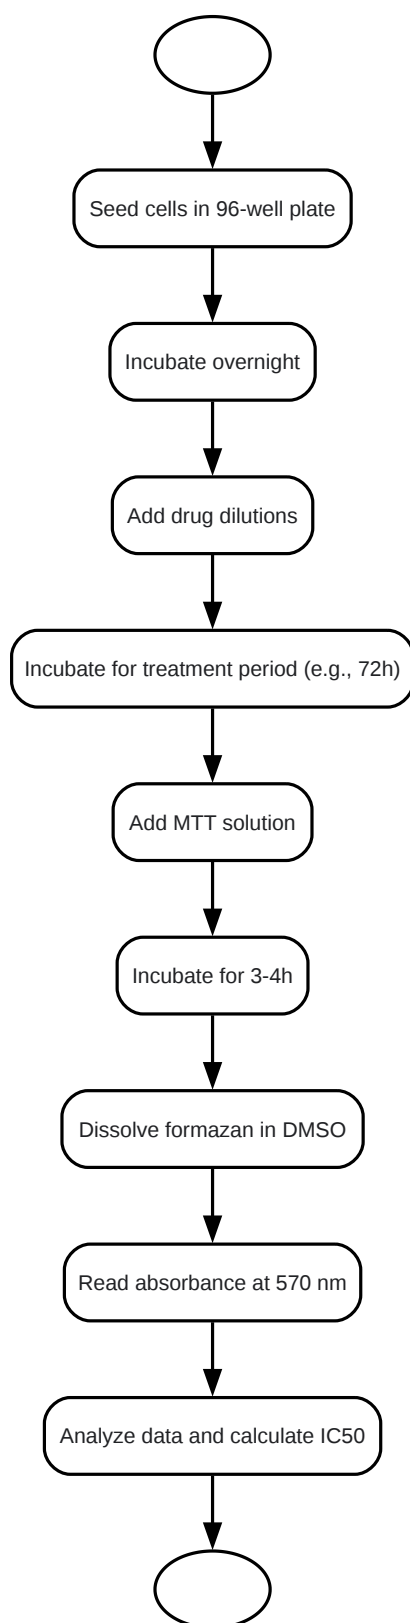 Seed cells in 96-well plate
Incubate overnight
Add drug dilutions
Incubate for treatment period (e.g., 72h)
Add MTT solution
Incubate for 3-4h
Dissolve formazan in DMSO
Read absorbance at 570 nm
Analyze data and calculate IC50